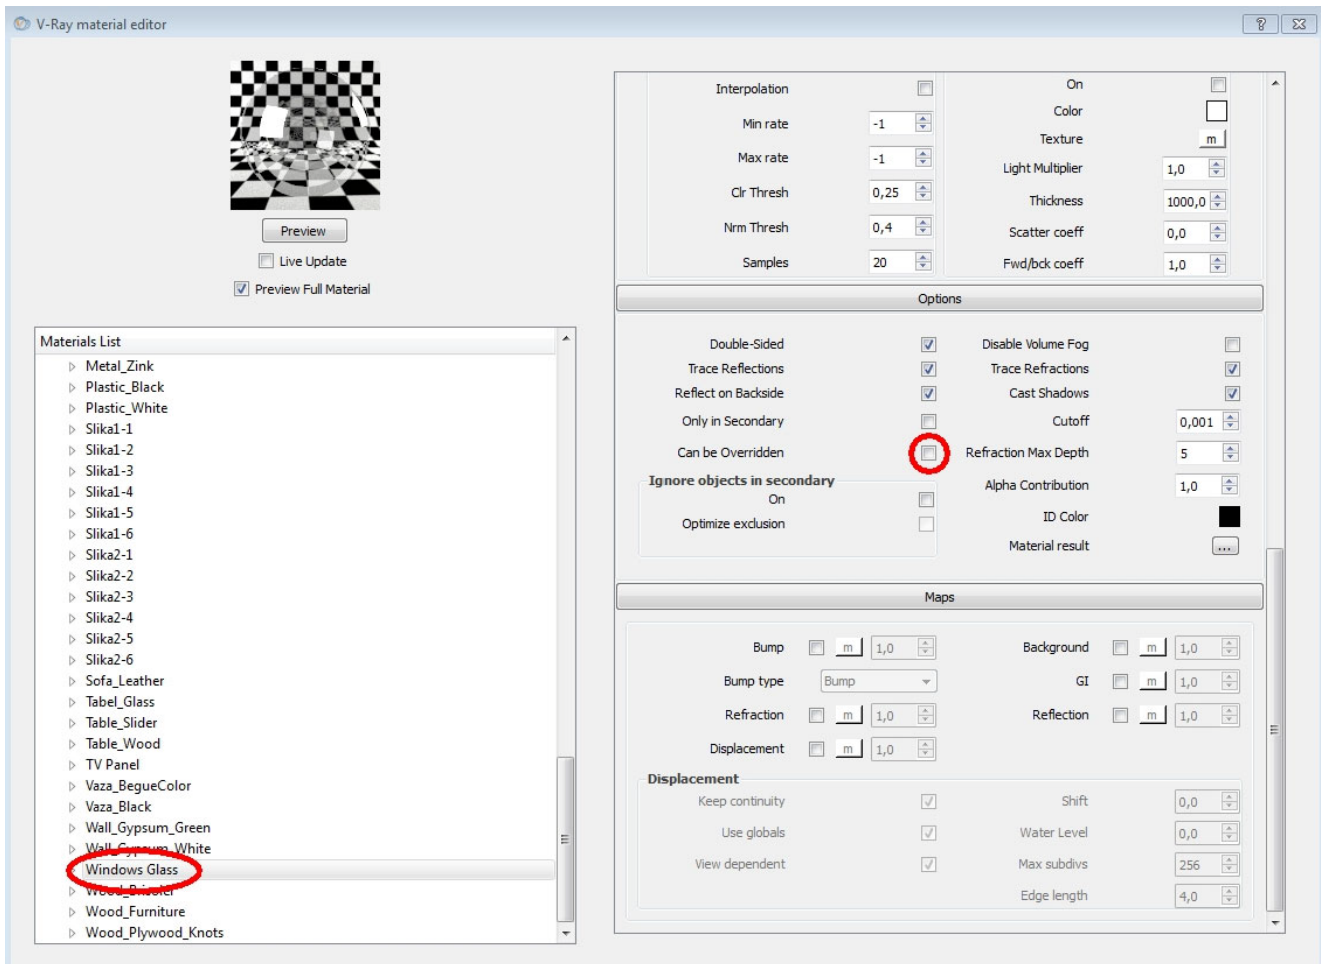 V-Ray material editor
Preview
Live Update
Preview Full Material
Materials List
Metal_Zink
Plastic_Black
Plastic_White
Slika1-1
Slika1-2
Slika1-3
Slika1-4
Slika1-5
Slika1-6
Slika2-1
Slika2-2
Slika2-3
Slika2-4
Slika2-5
Slika2-6
Sofa_Leather
Tabel_Glass
Table_Slider
Table_Wood
TV Panel
Vaza_BegueColor
Vaza_Black
Wall_Gypsum_Green
Wall_Gypsum_White
Windows Glass
Wood_Bricoler
Wood_Furniture
Wood_Plywood_Knots
Interpolation
Min rate -1
Max rate -1
Clr Thresh 0,25
Nrm Thresh 0,4
Samples 20
On
Color
Texture m
Light Multiplier 1,0
Thickness 1000,0
Scatter coeff 0,0
Fwd/bck coeff 1,0
Options
Double-Sided
Trace Reflections
Reflect on Backside
Only in Secondary
Can be Overridden
Ignore objects in secondary
On
Optimize exclusion
Disable Volume Fog
Trace Refractions
Cast Shadows
Cutoff 0,001
Refraction Max Depth 5
Alpha Contribution 1,0
ID Color
Material result ...
Maps
Bump m 1,0
Bump type Bump
Refraction m 1,0
Displacement m 1,0
Background m 1,0
GI m 1,0
Reflection m 1,0
Displacement
Keep continuity
Use globals
View dependent
Shift 0,0
Water Level 0,0
Max subdivs 256
Edge length 4,0